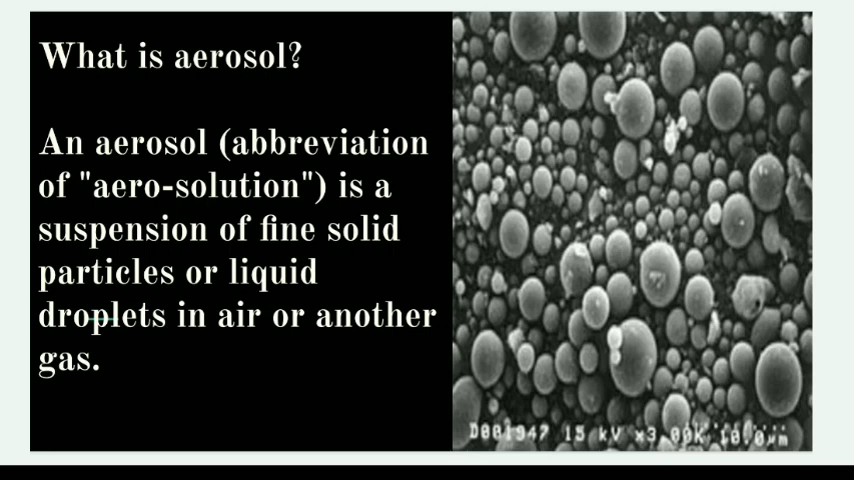 What is aerosol?
An aerosol (abbreviation
of "aero-solution") is a
suspension of fine solid
particles or liquid
droplets in air or another
gas.
D001947 15 kV x3.00K 10.0µm